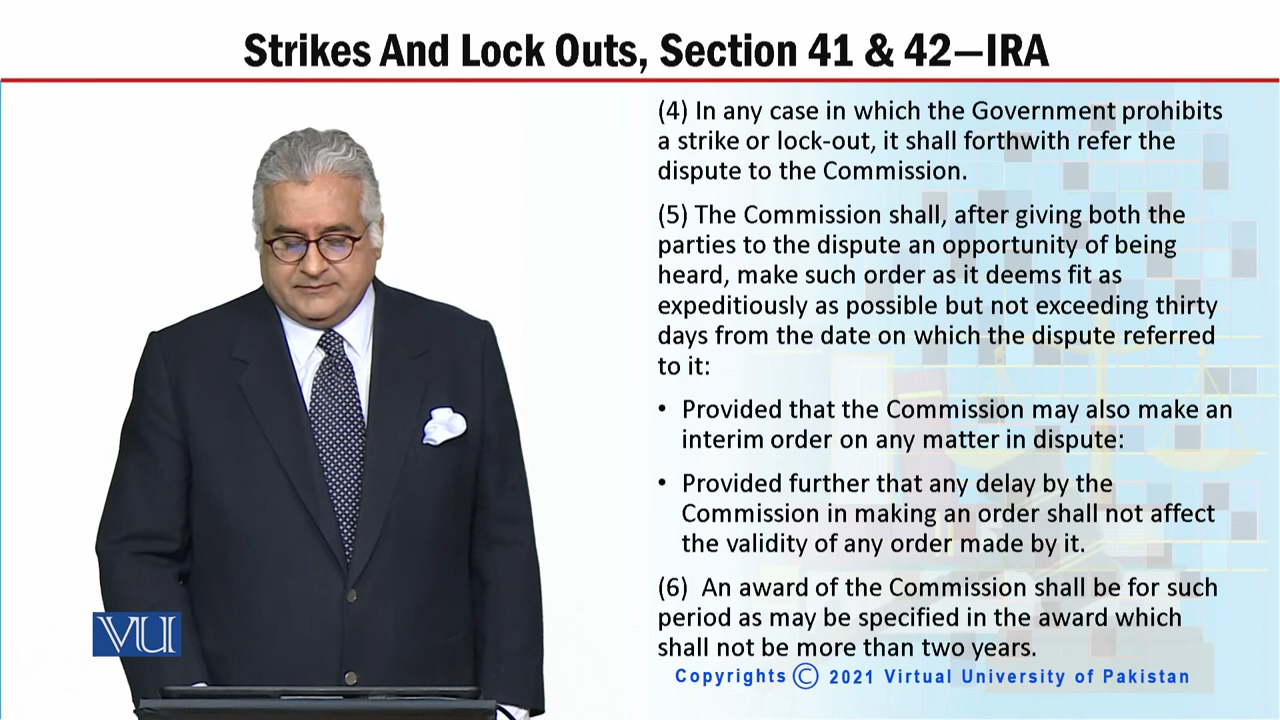 Strikes And Lock Outs, Section 41 & 42—IRA
(4) In any case in which the Government prohibits
a strike or lock-out, it shall forthwith refer the
dispute to the Commission.
(5) The Commission shall, after giving both the
parties to the dispute an opportunity of being
heard, make such order as it deems fit as
expeditiously as possible but not exceeding thirty
days from the date on which the dispute referred
to it:
• Provided that the Commission may also make an
interim order on any matter in dispute:
• Provided further that any delay by the
Commission in making an order shall not affect
the validity of any order made by it.
(6) An award of the Commission shall be for such
period as may be specified in the award which
shall not be more than two years.
VU
Copyrights © 2021 Virtual University of Pakistan